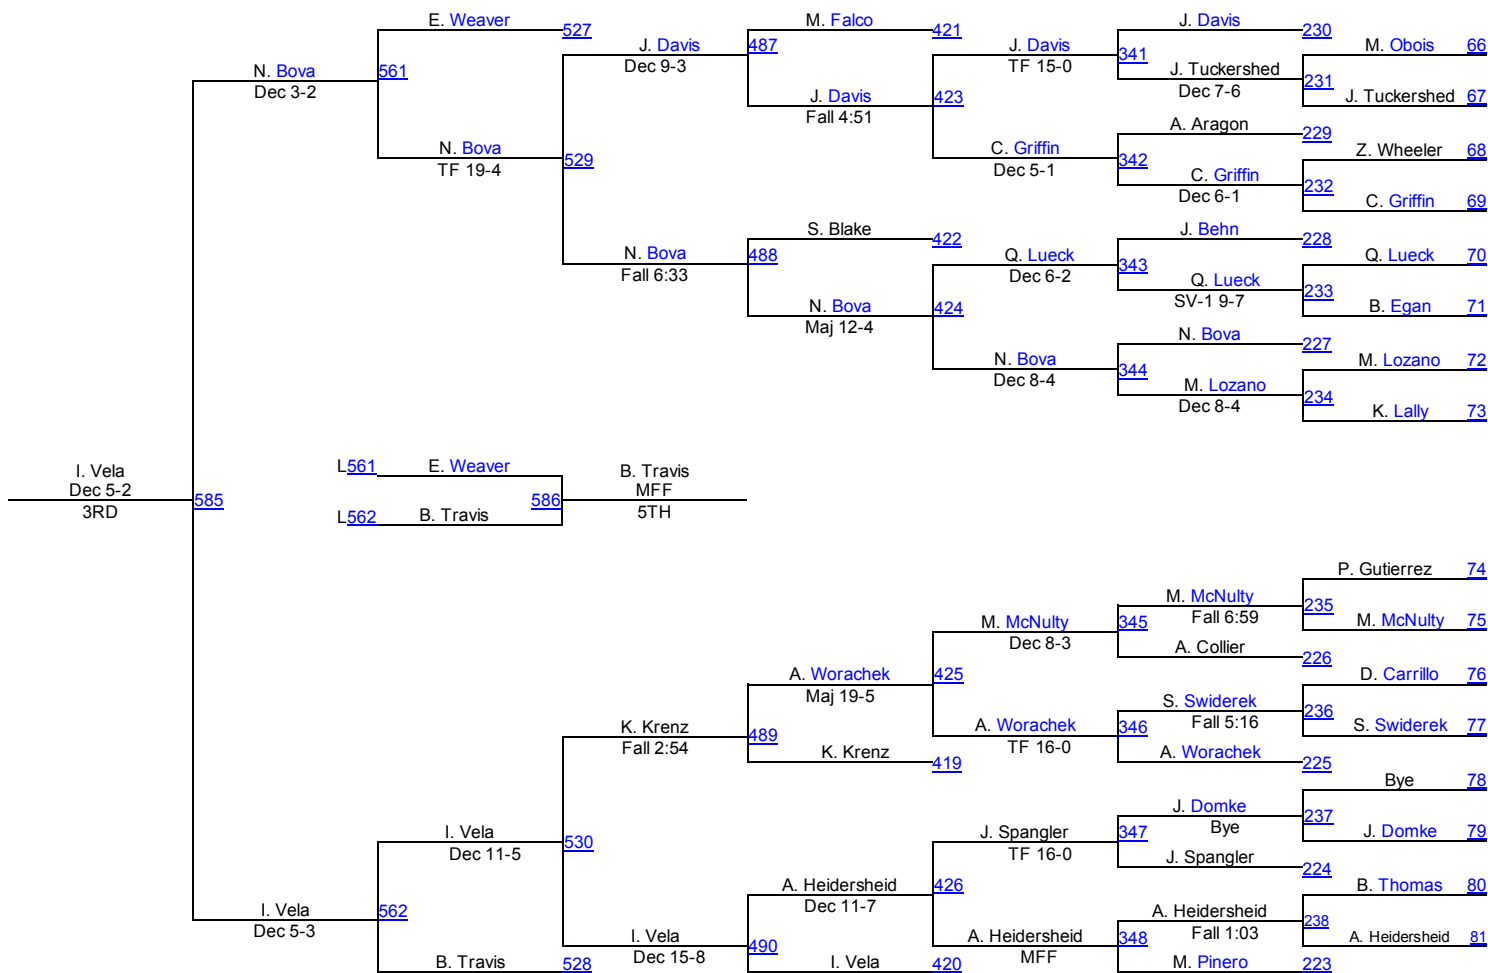 E. Weaver
527
N. Bova
Dec 3-2
561
N. Bova
TF 19-4
529
J. Davis
Dec 9-3
487
M. Falco
421
J. Davis
Fall 4:51
423
J. Davis
TF 15-0
341
J. Davis
230
J. Tuckershed
Dec 7-6
231
M. Obois 66
J. Tuckershed 67
C. Griffin
Dec 5-1
342
A. Aragon
229
C. Griffin
Dec 6-1
232
Z. Wheeler 68
C. Griffin 69
N. Bova
Fall 6:33
488
S. Blake
422
N. Bova
Maj 12-4
424
Q. Lueck
Dec 6-2
343
J. Behn
228
Q. Lueck
SV-1 9-7
233
Q. Lueck 70
B. Egan 71
N. Bova
Dec 8-4
344
N. Bova
227
M. Lozano
Dec 8-4
234
M. Lozano 72
K. Lally 73
I. Vela
Dec 5-2
3RD
585
L561 E. Weaver
L562 B. Travis
586
B. Travis
MFF
5TH
P. Gutierrez 74
M. McNulty
Fall 6:59
235
M. McNulty 75
M. McNulty
Dec 8-3
345
A. Collier
226
A. Worachek
Maj 19-5
425
D. Carrillo 76
S. Swiderek
Fall 5:16
236
S. Swiderek 77
A. Worachek
TF 16-0
346
A. Worachek
225
K. Krenz
Fall 2:54
489
K. Krenz
419
Bye 78
J. Domke
Bye
237
J. Domke 79
J. Spangler
TF 16-0
347
J. Spangler
224
I. Vela
Dec 11-5
530
A. Heidersheid
Dec 11-7
426
B. Thomas 80
A. Heidersheid
Fall 1:03
238
A. Heidersheid 81
I. Vela
Dec 5-3
562
I. Vela
Dec 15-8
490
A. Heidersheid
MFF
348
B. Travis
528
I. Vela
420
M. Pinero
223